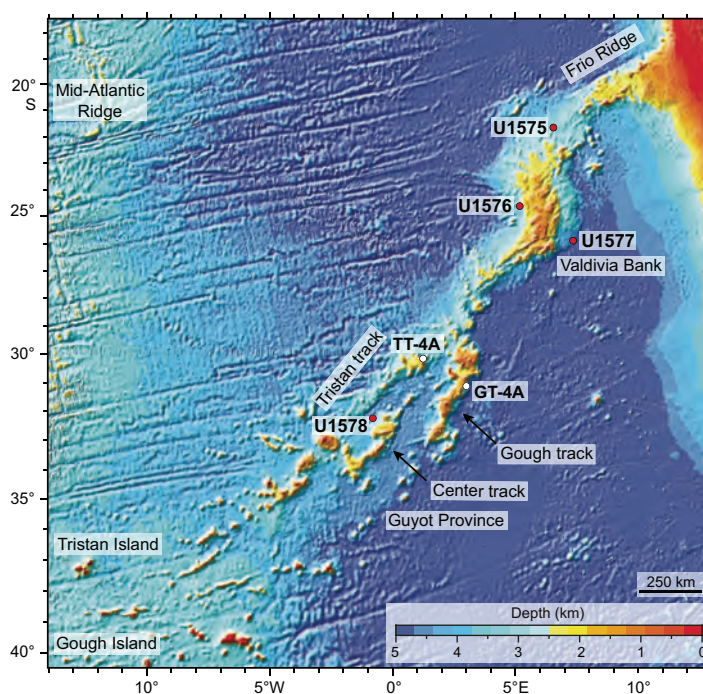 20°
S
Mid-Atlantic
Ridge
Frio Ridge
U1575
25°
U1576
U1577
Valdivia Bank
30°
TT-4A
Tristan track
GT-4A
U1578
Gough track
Center track
35°
Guyot Province
Tristan Island
250 km
Depth (km)
5 4 3 2 1 0
Gough Island
40°
10° 5°W 0° 5°E 10°